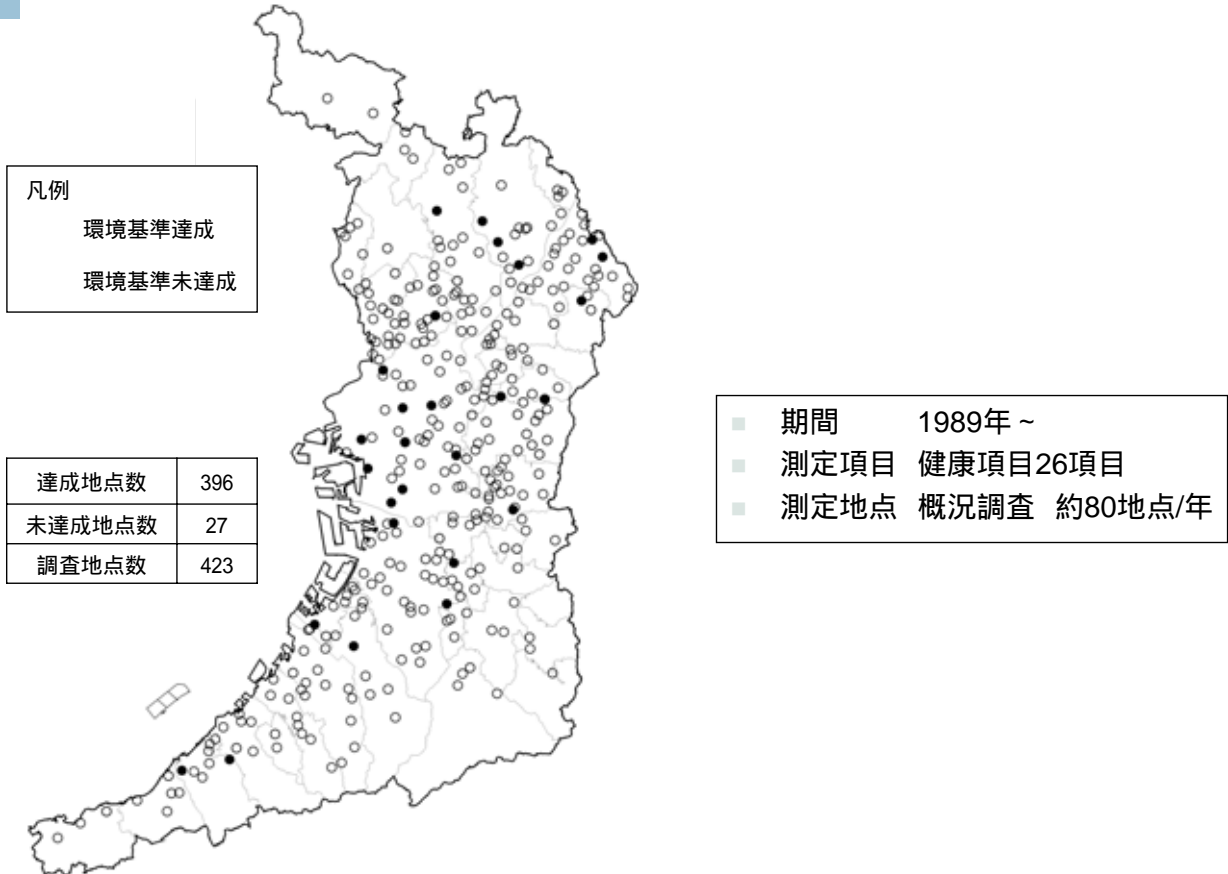 凡例
環境基準達成
環境基準未達成
達成地点数 396
未達成地点数 27
調査地点数 423
期間 1989年~
測定項目 健康項目26項目
測定地点 概況調査 約80地点/年